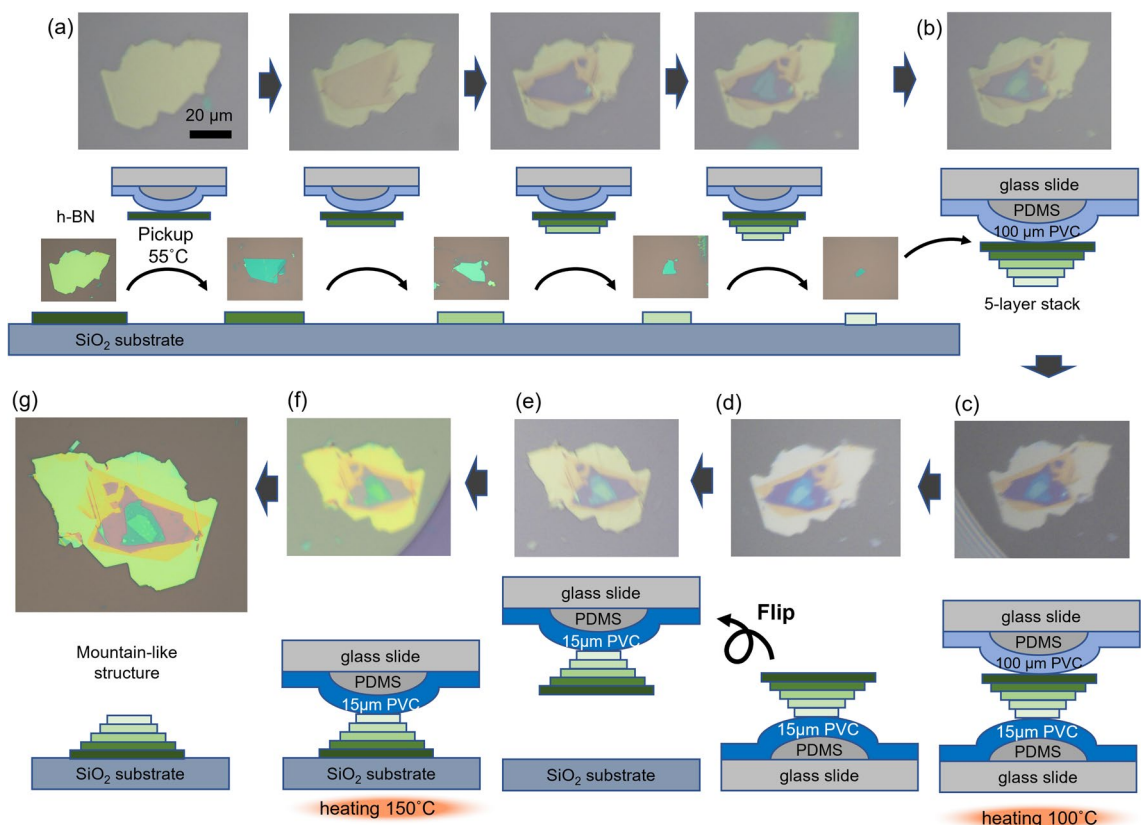 (a)
(b)
20 µm
h-BN
Pickup
55˚C
glass slide
PDMS
100 µm PVC
5-layer stack
SiO₂ substrate
(g)
(f)
(e)
(d)
(c)
Mountain-like
structure
SiO₂ substrate
glass slide
PDMS
15µm PVC
SiO₂ substrate
heating 150˚C
glass slide
PDMS
15µm PVC
SiO₂ substrate
Flip
15µm PVC
PDMS
glass slide
glass slide
PDMS
100 µm PVC
15µm PVC
PDMS
glass slide
heating 100˚C